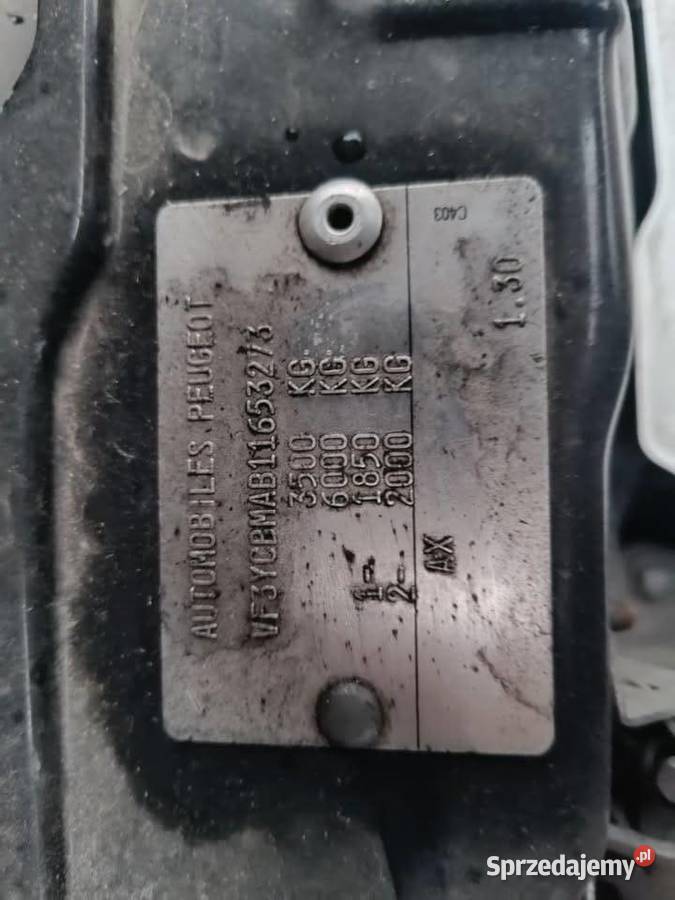 C403
AUTOMOBILES PEUGEOT
VF3YCBMAB11653273
3500 KG
6000 KG
1- 1850 KG
2- 2000 KG
AX
1.30
Sprzedajemy.pl